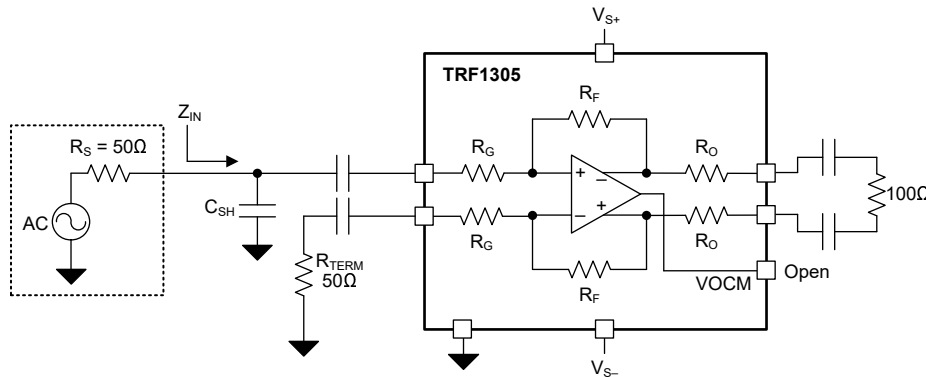 V_S+
TRF1305
R_F
Z_IN
R_S = 50Ω
R_G
R_O
C_SH
AC
100Ω
R_G
R_O
R_TERM
50Ω
R_F
VOCM
Open
V_S–
+
–
–
+